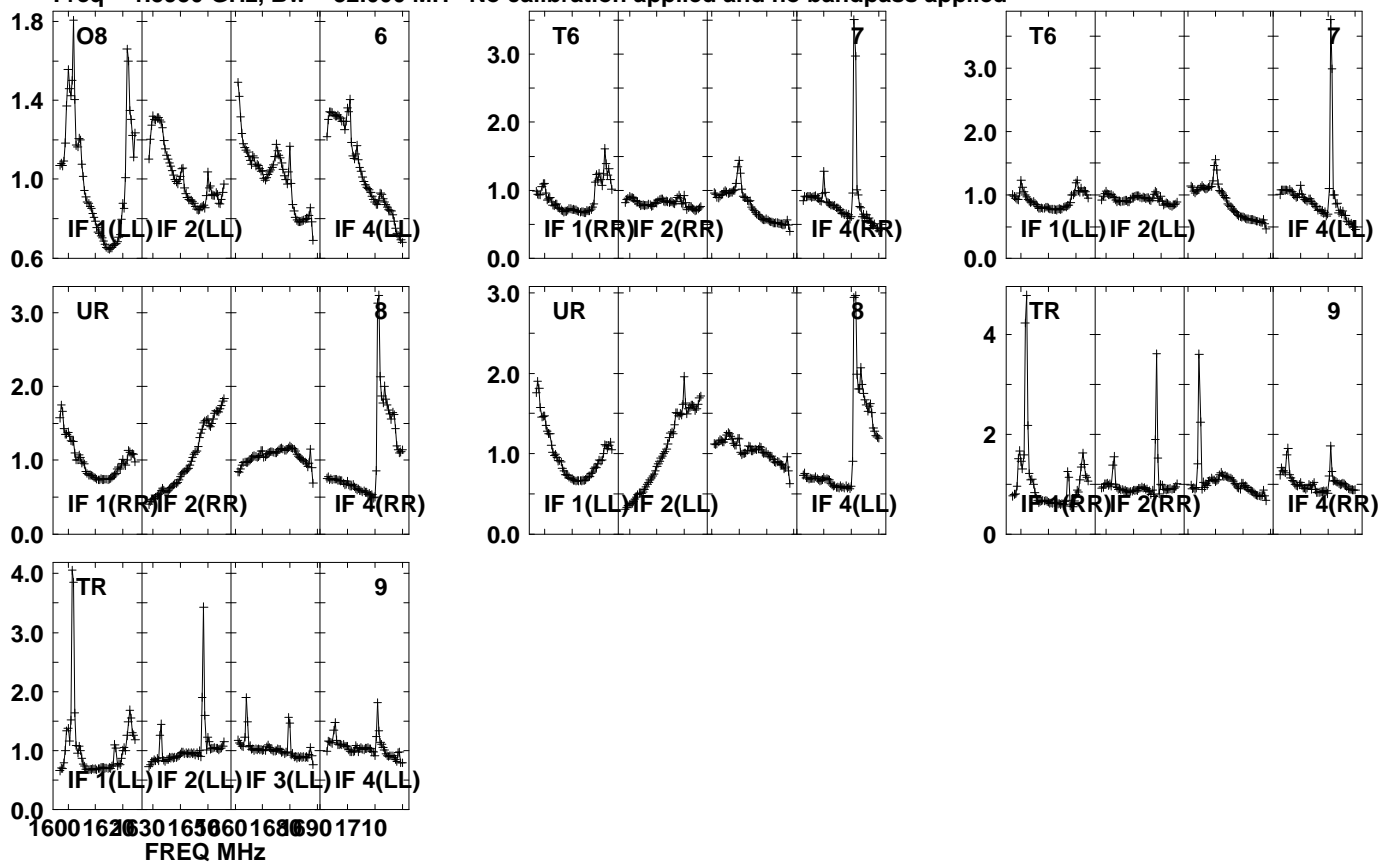 No calibration applied and no bandpass applied
O8 6
1.8
1.4
1.0
0.6
IF 1(LL) IF 2(LL) IF 4(LL)
T6 7
3.0
2.0
1.0
0.0
IF 1(RR) IF 2(RR) IF 4(RR)
T6 7
3.0
2.0
1.0
0.0
IF 1(LL) IF 2(LL) IF 4(LL)
UR 8
3.0
2.0
1.0
0.0
IF 1(RR) IF 2(RR) IF 4(RR)
UR 8
3.0
2.0
1.0
0.0
IF 1(LL) IF 2(LL) IF 4(LL)
TR 9
4
2
0
IF 1(RR) IF 2(RR) IF 4(RR)
TR 9
4.0
3.0
2.0
1.0
0.0
IF 1(LL) IF 2(LL) IF 3(LL) IF 4(LL)
1600 1620 1630 1650 1660 1680 1690 1710
FREQ MHz